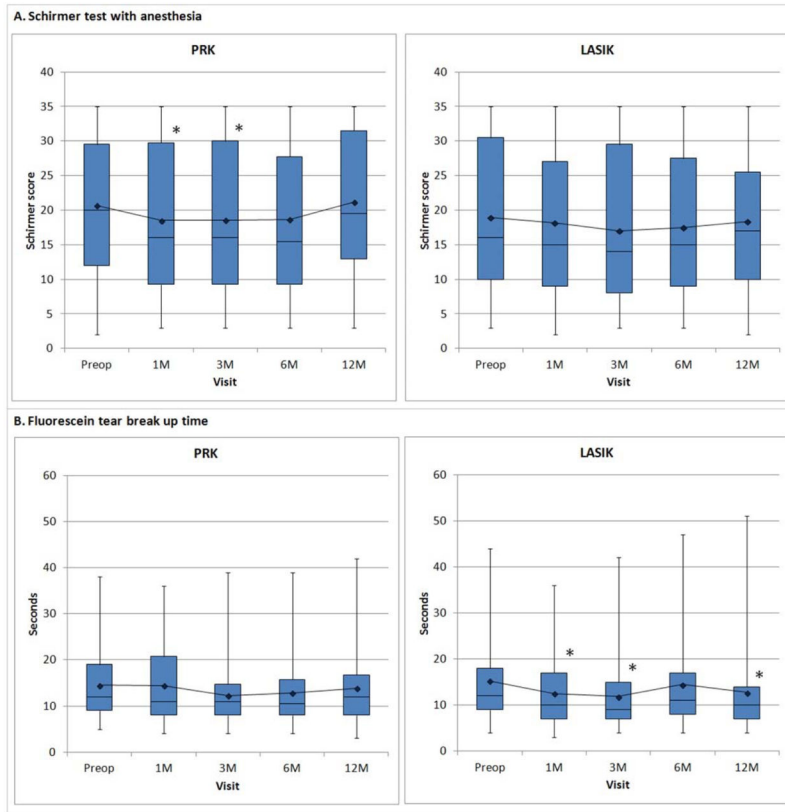 A. Schirmer test with anesthesia
PRK
40
35
30
25
20
15
10
5
0
Schirmer score
* *
Preop 1M 3M 6M 12M
Visit
LASIK
40
35
30
25
20
15
10
5
0
Schirmer score
Preop 1M 3M 6M 12M
Visit
B. Fluorescein tear break up time
PRK
60
50
40
30
20
10
0
Seconds
Preop 1M 3M 6M 12M
Visit
LASIK
60
50
40
30
20
10
0
Seconds
* * *
Preop 1M 3M 6M 12M
Visit